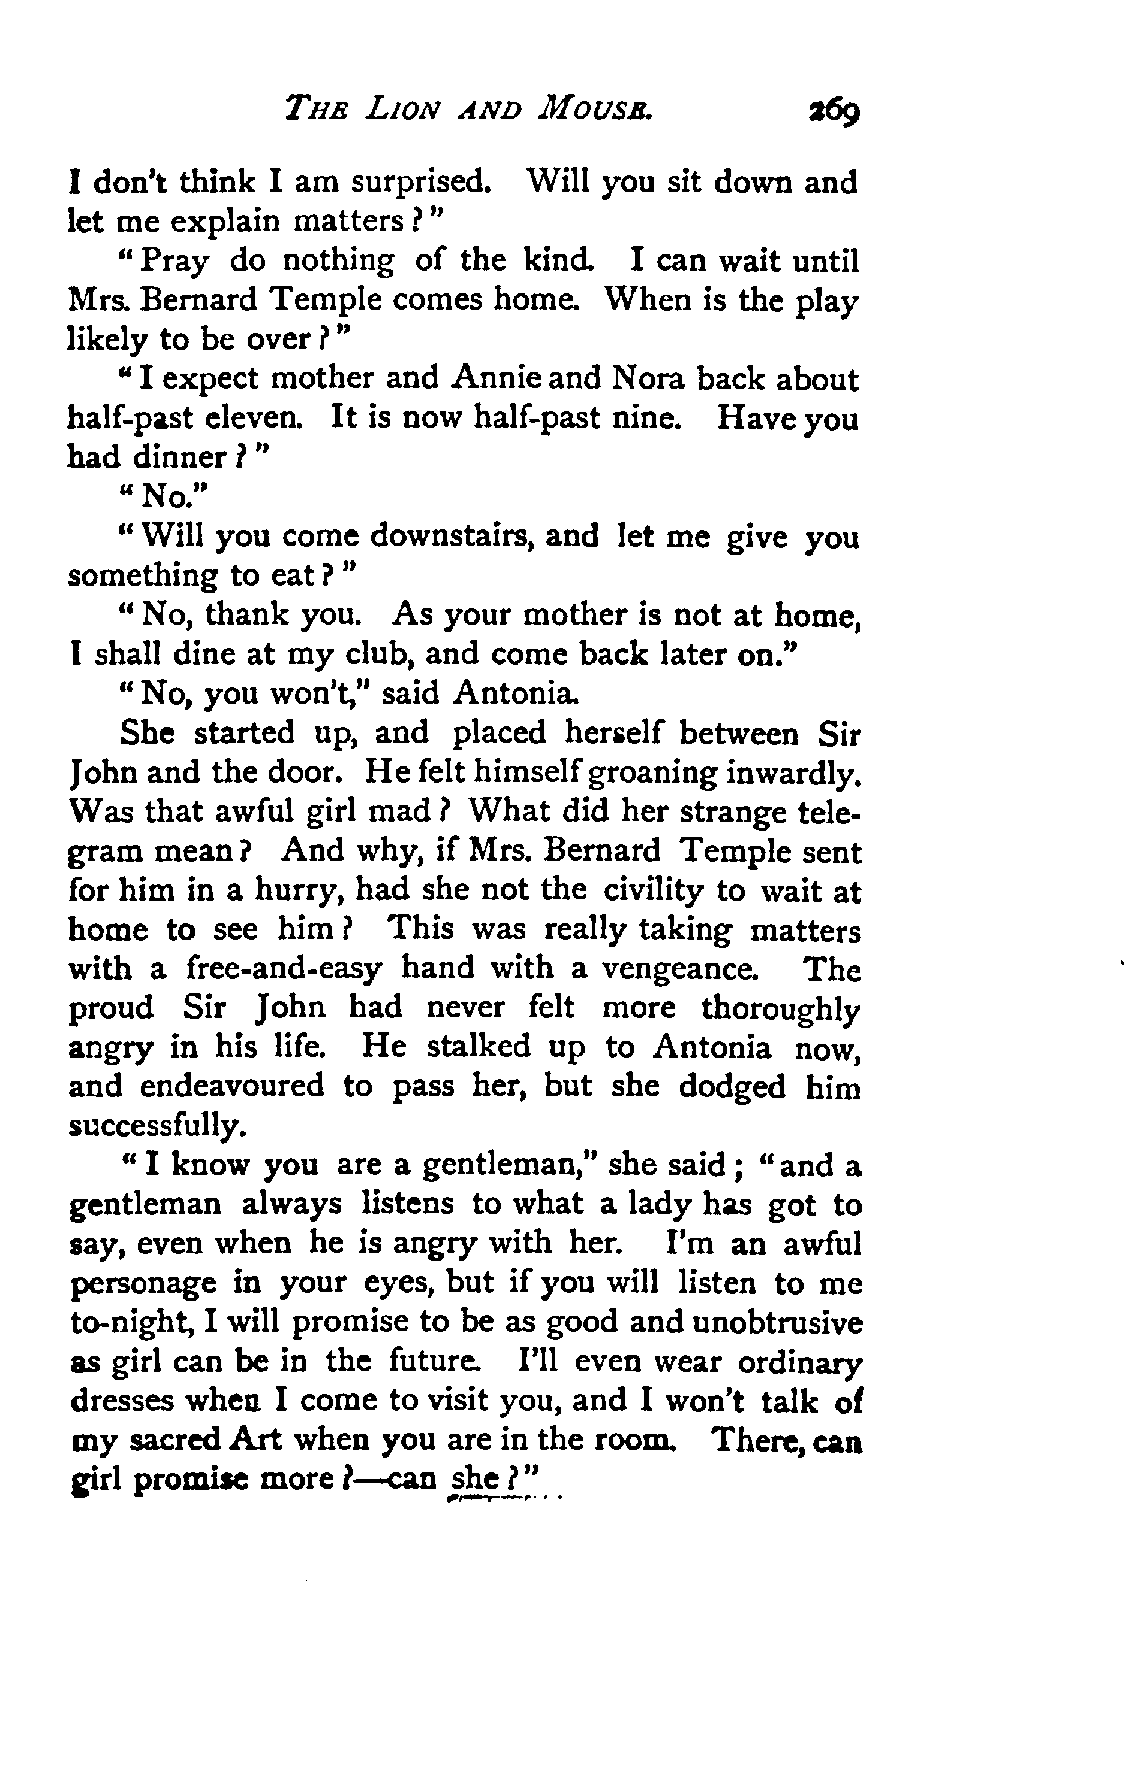 THE LION AND MOUSE. 269
I don't think I am surprised. Will you sit down and
let me explain matters?"
"Pray do nothing of the kind. I can wait until
Mrs. Bernard Temple comes home. When is the play
likely to be over?"
"I expect mother and Annie and Nora back about
half-past eleven. It is now half-past nine. Have you
had dinner?"
"No."
"Will you come downstairs, and let me give you
something to eat?"
"No, thank you. As your mother is not at home,
I shall dine at my club, and come back later on."
"No, you won't," said Antonia.
She started up, and placed herself between Sir
John and the door. He felt himself groaning inwardly.
Was that awful girl mad? What did her strange tele-
gram mean? And why, if Mrs. Bernard Temple sent
for him in a hurry, had she not the civility to wait at
home to see him? This was really taking matters
with a free-and-easy hand with a vengeance. The
proud Sir John had never felt more thoroughly
angry in his life. He stalked up to Antonia now,
and endeavoured to pass her, but she dodged him
successfully.
"I know you are a gentleman," she said; "and a
gentleman always listens to what a lady has got to
say, even when he is angry with her. I'm an awful
personage in your eyes, but if you will listen to me
to-night, I will promise to be as good and unobtrusive
as girl can be in the future. I'll even wear ordinary
dresses when I come to visit you, and I won't talk of
my sacred Art when you are in the room. There, can
girl promise more?—can she?"